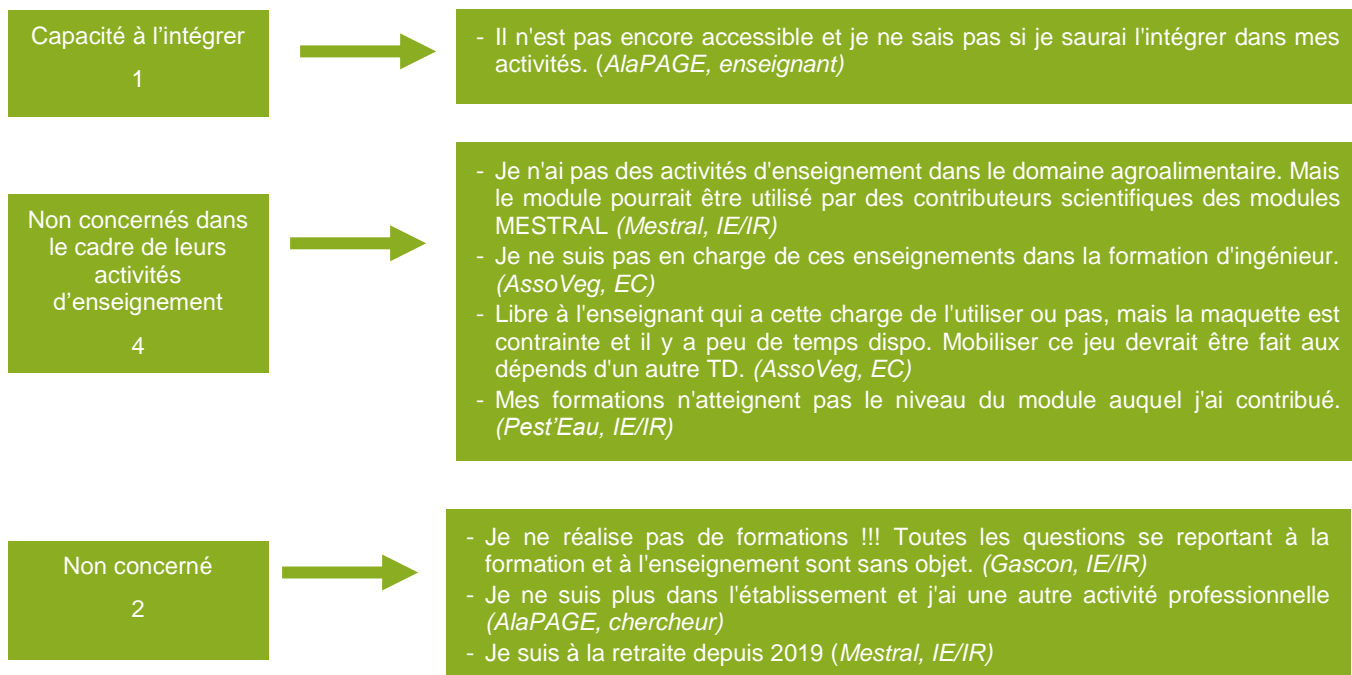 Capacité à l'intégrer
1
- Il n'est pas encore accessible et je ne sais pas si je saurai l'intégrer dans mes
activités. (AlaPAGE, enseignant)
Non concernés dans
le cadre de leurs
activités
d'enseignement
4
- Je n'ai pas des activités d'enseignement dans le domaine agroalimentaire. Mais
le module pourrait être utilisé par des contributeurs scientifiques des modules
MESTRAL (Mestral, IE/IR)
- Je ne suis pas en charge de ces enseignements dans la formation d'ingénieur.
(AssoVeg, EC)
- Libre à l'enseignant qui a cette charge de l'utiliser ou pas, mais la maquette est
contrainte et il y a peu de temps dispo. Mobiliser ce jeu devrait être fait aux
dépends d'un autre TD. (AssoVeg, EC)
- Mes formations n'atteignent pas le niveau du module auquel j'ai contribué.
(Pest'Eau, IE/IR)
Non concerné
2
- Je ne réalise pas de formations !!! Toutes les questions se reportant à la
formation et à l'enseignement sont sans objet. (Gascon, IE/IR)
- Je ne suis plus dans l'établissement et j'ai une autre activité professionnelle
(AlaPAGE, chercheur)
- Je suis à la retraite depuis 2019 (Mestral, IE/IR)